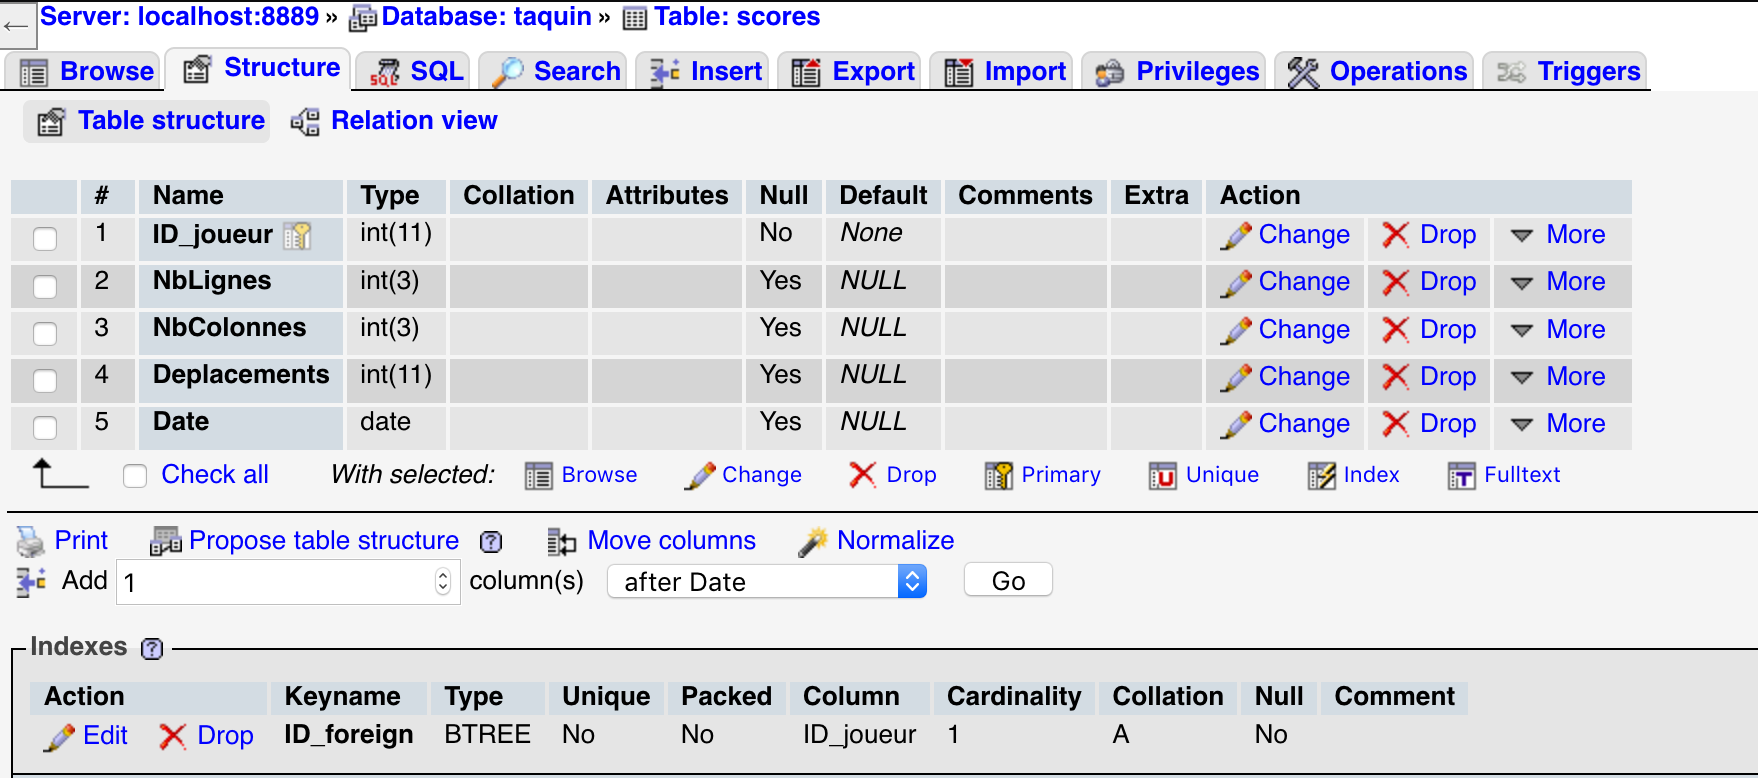 Server: localhost:8889 » Database: taquin » Table: scores
Browse Structure SQL Search Insert Export Import Privileges Operations Triggers
Table structure Relation view
# Name Type Collation Attributes Null Default Comments Extra Action
1 ID_joueur int(11) No None Change Drop More
2 NbLignes int(3) Yes NULL Change Drop More
3 NbColonnes int(3) Yes NULL Change Drop More
4 Deplacements int(11) Yes NULL Change Drop More
5 Date date Yes NULL Change Drop More
Check all With selected: Browse Change Drop Primary Unique Index Fulltext
Print Propose table structure Move columns Normalize
Add 1 column(s) after Date Go
Indexes
Action Keyname Type Unique Packed Column Cardinality Collation Null Comment
Edit Drop ID_foreign BTREE No No ID_joueur 1 A No